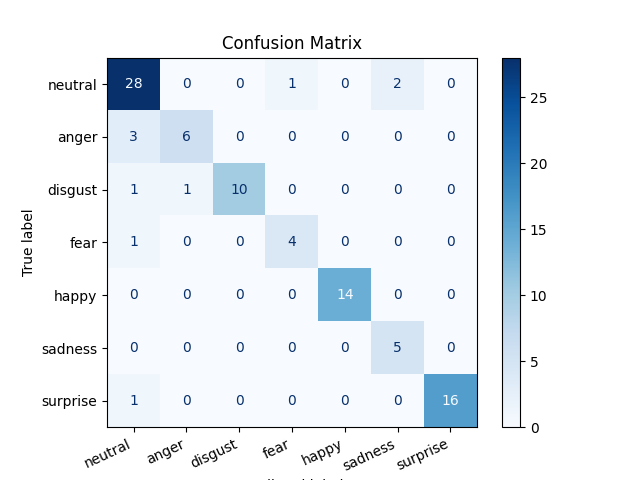 Confusion Matrix
True label
neutral 28 0 0 1 0 2 0
anger 3 6 0 0 0 0 0
disgust 1 1 10 0 0 0 0
fear 1 0 0 4 0 0 0
happy 0 0 0 0 14 0 0
sadness 0 0 0 0 0 5 0
surprise 1 0 0 0 0 0 16
neutral anger disgust fear happy sadness surprise
25
20
15
10
5
0